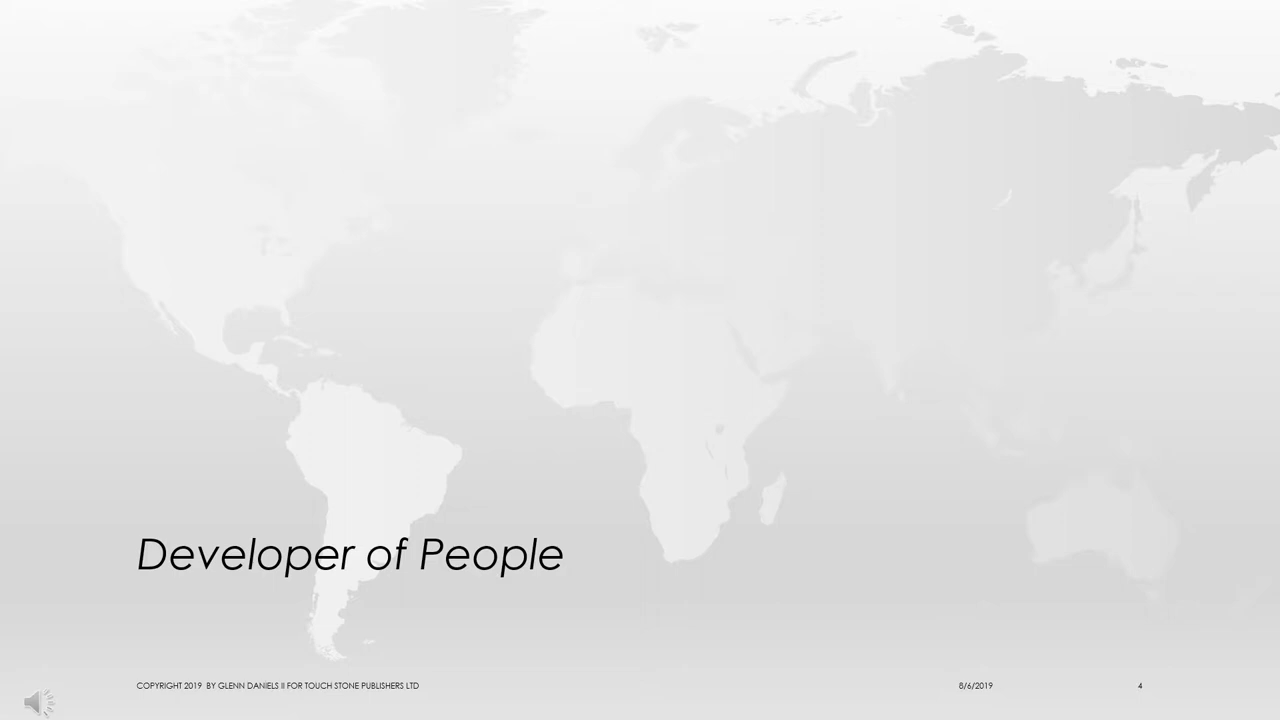 Developer of People
COPYRIGHT 2019 BY GLENN DANIELS II FOR TOUCH STONE PUBLISHERS LTD
8/6/2019
4